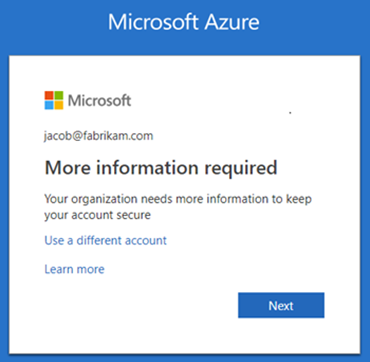 Microsoft Azure
Microsoft
jacob@fabrikam.com
More information required
Your organization needs more information to keep
your account secure
Use a different account
Learn more
Next